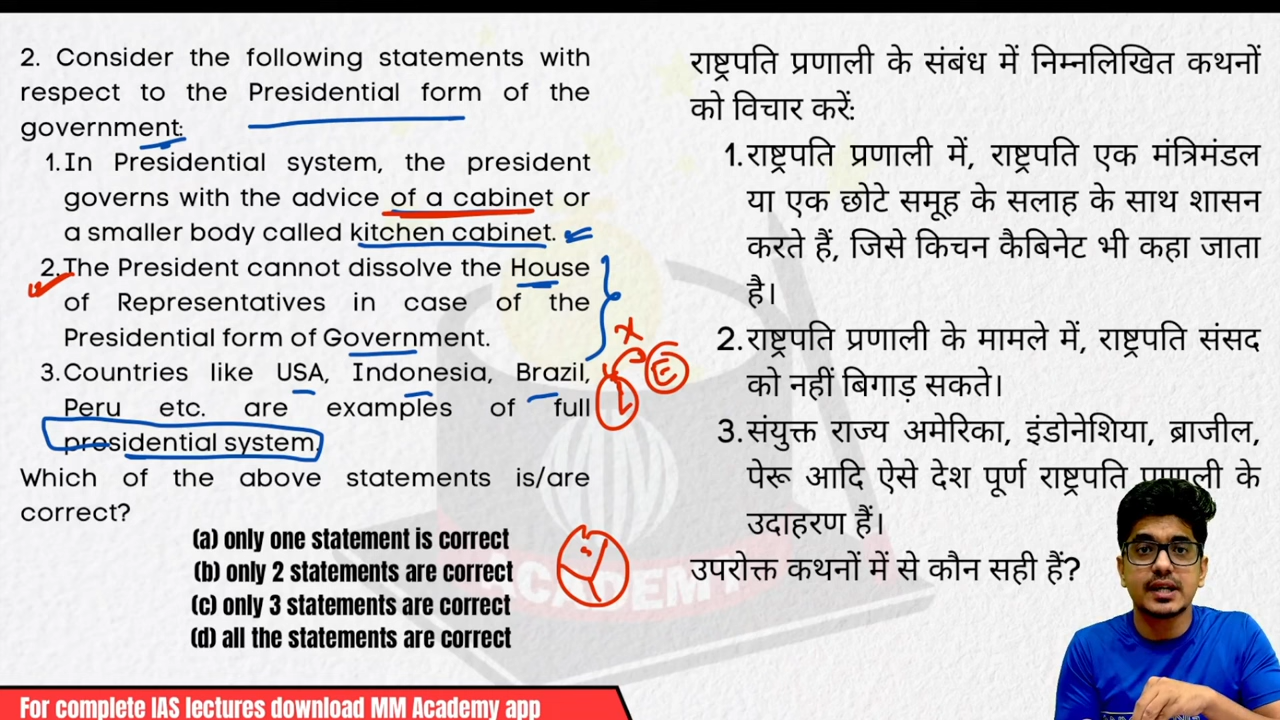 2. Consider the following statements with
respect to the Presidential form of the
government:
1. In Presidential system, the president
governs with the advice of a cabinet or
a smaller body called kitchen cabinet.
2. The President cannot dissolve the House
of Representatives in case of the
Presidential form of Government.
3. Countries like USA, Indonesia, Brazil,
Peru etc. are examples of full
presidential system.
Which of the above statements is/are
correct?
(a) only one statement is correct
(b) only 2 statements are correct
(c) only 3 statements are correct
(d) all the statements are correct
L
E
X
राष्ट्रपति प्रणाली के संबंध में निम्नलिखित कथनों
को विचार करें:
1. राष्ट्रपति प्रणाली में, राष्ट्रपति एक मंत्रिमंडल
या एक छोटे समूह के सलाह के साथ शासन
करते हैं, जिसे किचन कैबिनेट भी कहा जाता
है।
2. राष्ट्रपति प्रणाली के मामले में, राष्ट्रपति संसद
को नहीं बिगाड़ सकते।
3. संयुक्त राज्य अमेरिका, इंडोनेशिया, ब्राजील,
पेरू आदि ऐसे देश पूर्ण राष्ट्रपति प्रणाली के
उदाहरण हैं।
उपरोक्त कथनों में से कौन सही हैं?
ACADEMY
For complete IAS lectures download MM Academy app